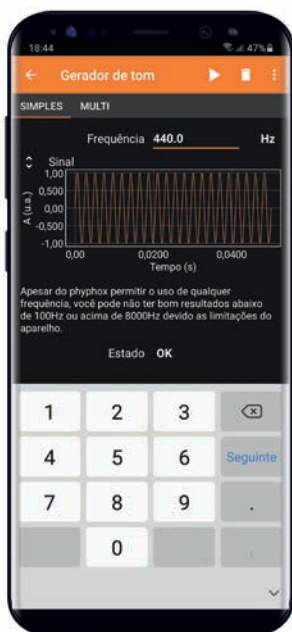 18:44 47%
← Gerador de tom
SIMPLES MULTI
Frequência 440.0 Hz
Sinal
A (u.a.)
1,00
0,500
0,00
-0,500
-1,00
0,00 0,0200 0,0400
Tempo (s)
Apesar do phyphox permitir o uso de qualquer
frequência, você pode não ter bom resultados abaixo
de 100Hz ou acima de 8000Hz devido as limitações do
aparelho.
Estado OK
1 2 3
4 5 6 Seguinte
7 8 9 .
0 ,